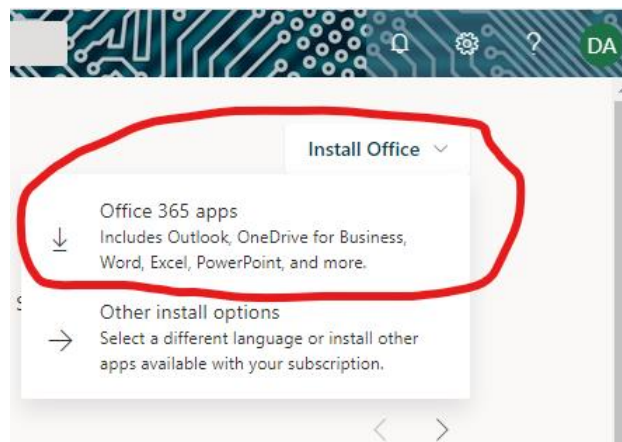 DA
Install Office
Office 365 apps
Includes Outlook, OneDrive for Business,
Word, Excel, PowerPoint, and more.
Other install options
Select a different language or install other
apps available with your subscription.